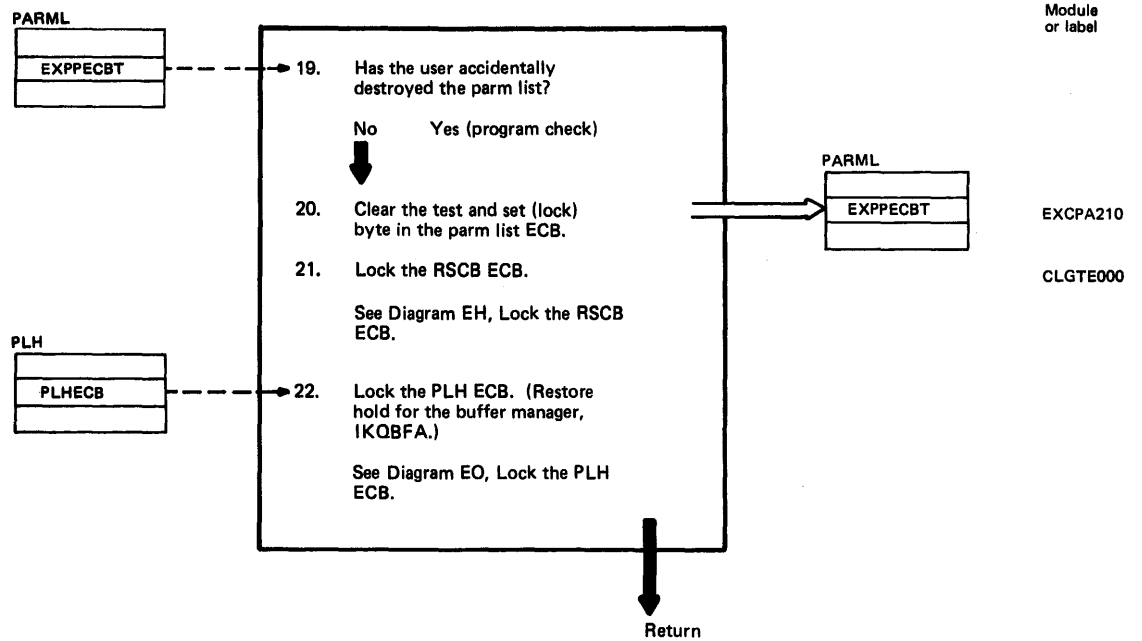 Module
or label
PARML
EXPPECBT
19. Has the user accidentally
destroyed the parm list?
No Yes (program check)
PARML
EXPPECBT
20. Clear the test and set (lock)
byte in the parm list ECB.
EXCPA210
21. Lock the RSCB ECB.
CLGTE000
See Diagram EH, Lock the RSCB
ECB.
PLH
PLHECB
22. Lock the PLH ECB. (Restore
hold for the buffer manager,
IKQBFA.)
See Diagram EO, Lock the PLH
ECB.
Return